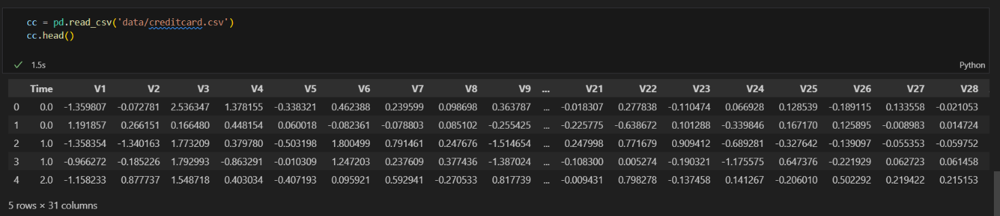 cc = pd.read_csv('data/creditcard.csv')
cc.head()
1.5s
Python
Time V1 V2 V3 V4 V5 V6 V7 V8 V9 ... V21 V22 V23 V24 V25 V26 V27 V28
0 0.0 -1.359807 -0.072781 2.536347 1.378155 -0.338321 0.462388 0.239599 0.098698 0.363787 ... -0.018307 0.277838 -0.110474 0.066928 0.128539 -0.189115 0.133558 -0.021053
1 0.0 1.191857 0.266151 0.166480 0.448154 0.060018 -0.082361 -0.078803 0.085102 -0.255425 ... -0.225775 -0.638672 0.101288 -0.339846 0.167170 0.125895 -0.008983 0.014724
2 1.0 -1.358354 -1.340163 1.773209 0.379780 -0.503198 1.800499 0.791461 0.247676 -1.514654 ... 0.247998 0.771679 0.909412 -0.689281 -0.327642 -0.139097 -0.055353 -0.059752
3 1.0 -0.966272 -0.185226 1.792993 -0.863291 -0.010309 1.247203 0.237609 0.377436 -1.387024 ... -0.108300 0.005274 -0.190321 -1.175575 0.647376 -0.221929 0.062723 0.061458
4 2.0 -1.158233 0.877737 1.548718 0.403034 -0.407193 0.095921 0.592941 -0.270533 0.817739 ... -0.009431 0.798278 -0.137458 0.141267 -0.206010 0.502292 0.219422 0.215153
5 rows × 31 columns